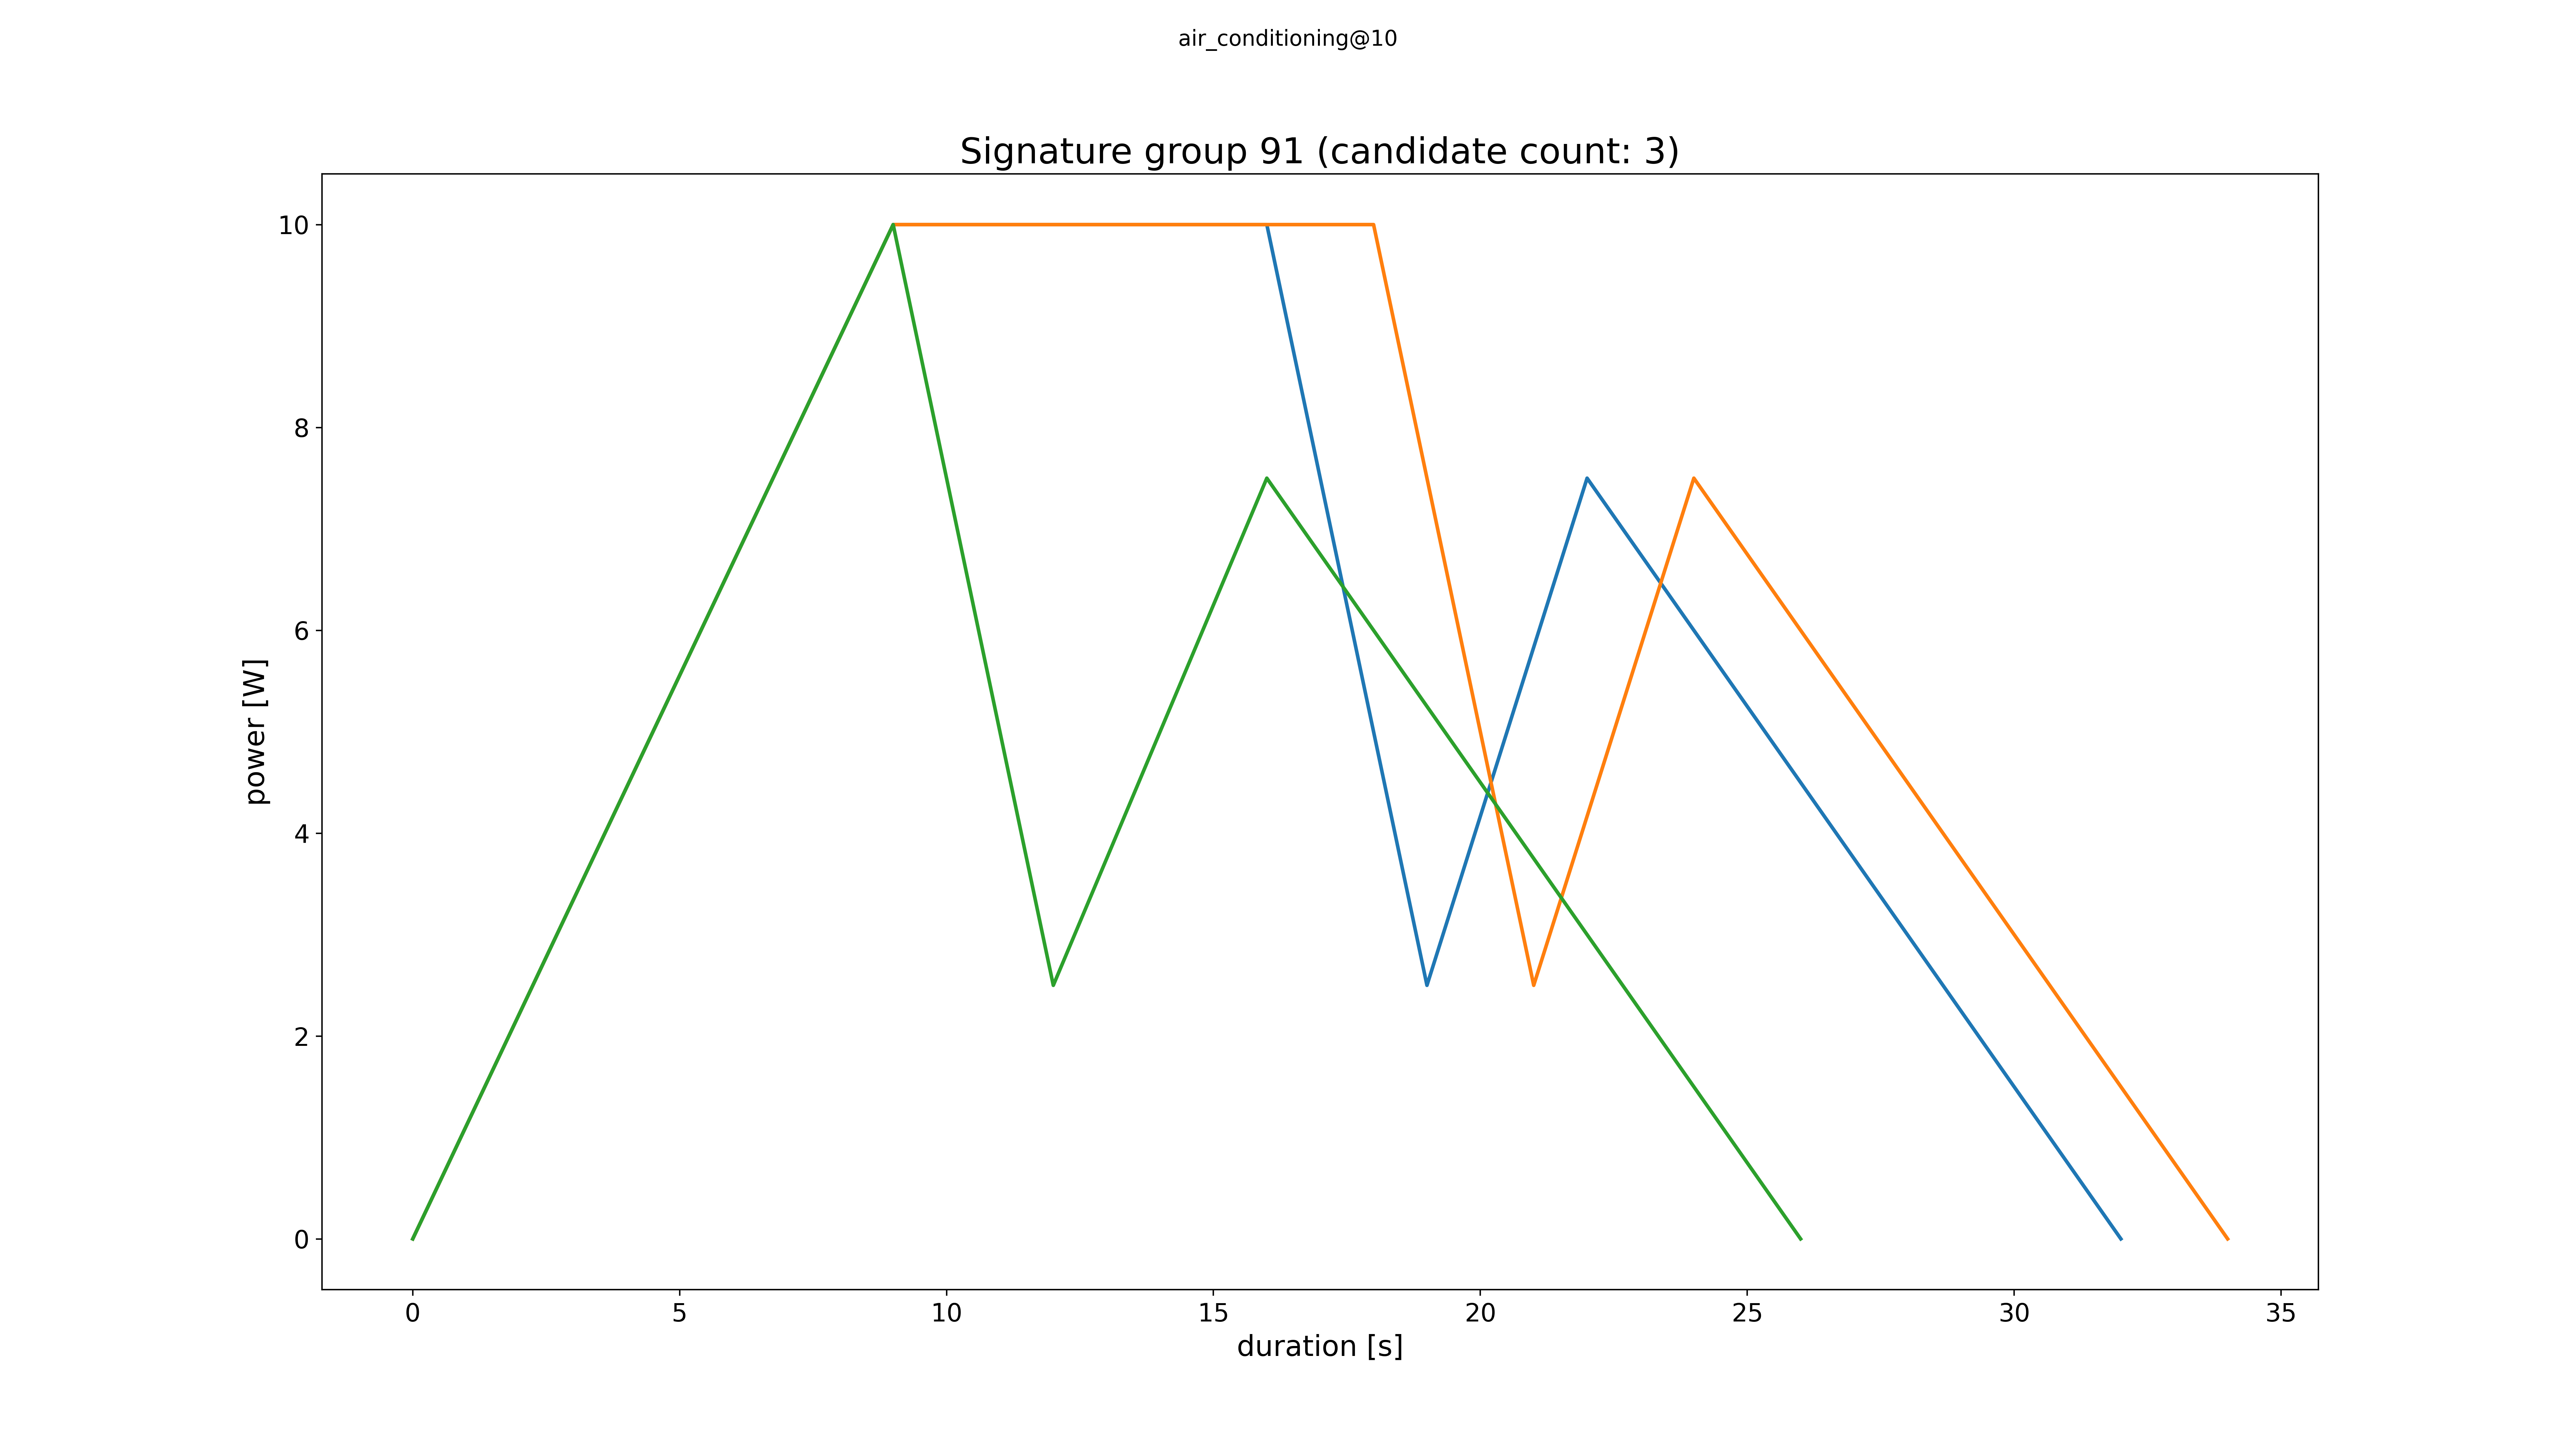 air_conditioning@10
Signature group 91 (candidate count: 3)
10
8
6
4
2
0
power [W]
0 5 10 15 20 25 30 35
duration [s]